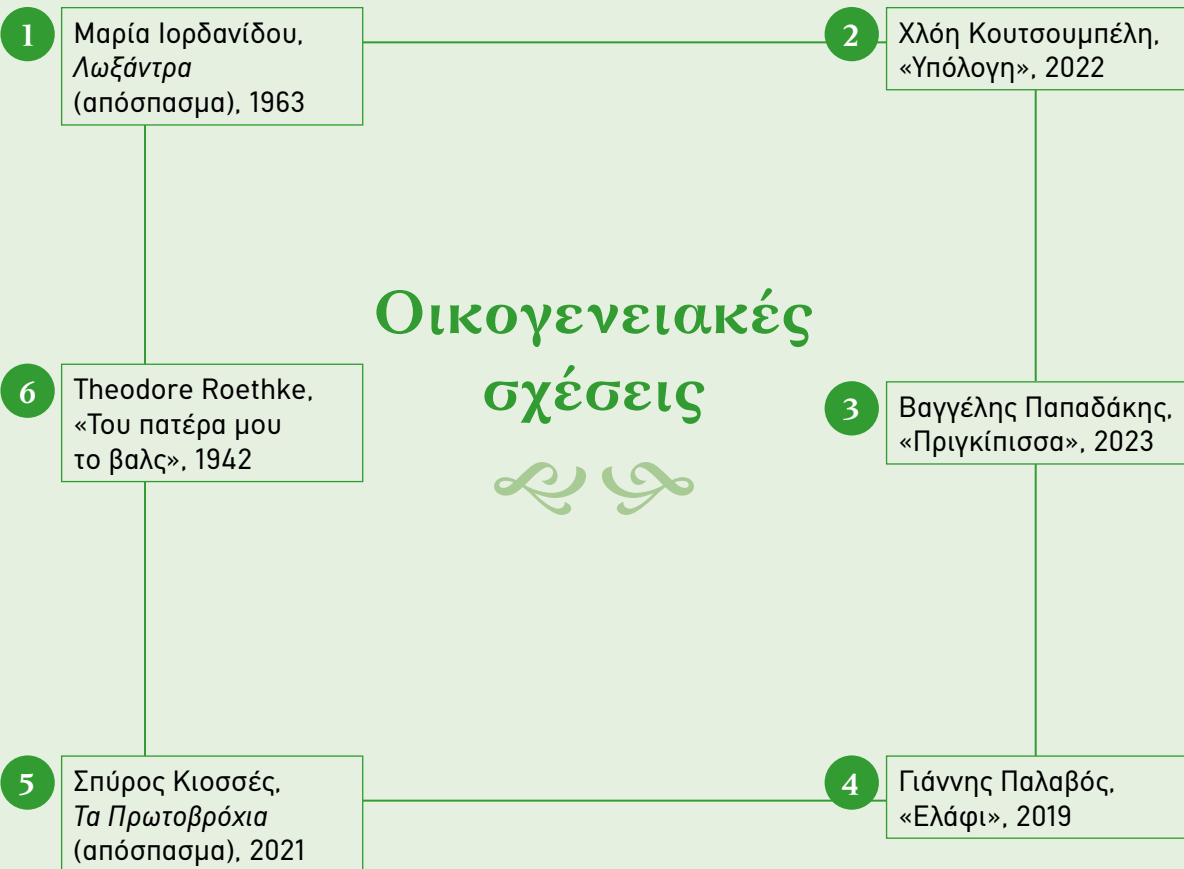 1
Μαρία Ιορδανίδου,
Λωξάντρα
(απόσπασμα), 1963
2
Χλόη Κουτσουμπέλη,
«Υπόλογη», 2022
Οικογενειακές
σχέσεις
3
Βαγγέλης Παπαδάκης,
«Πριγκίπισσα», 2023
4
Γιάννης Παλαβός,
«Ελάφι», 2019
5
Σπύρος Κιοσσές,
Τα Πρωτοβρόχια
(απόσπασμα), 2021
6
Theodore Roethke,
«Του πατέρα μου
το βαλς», 1942